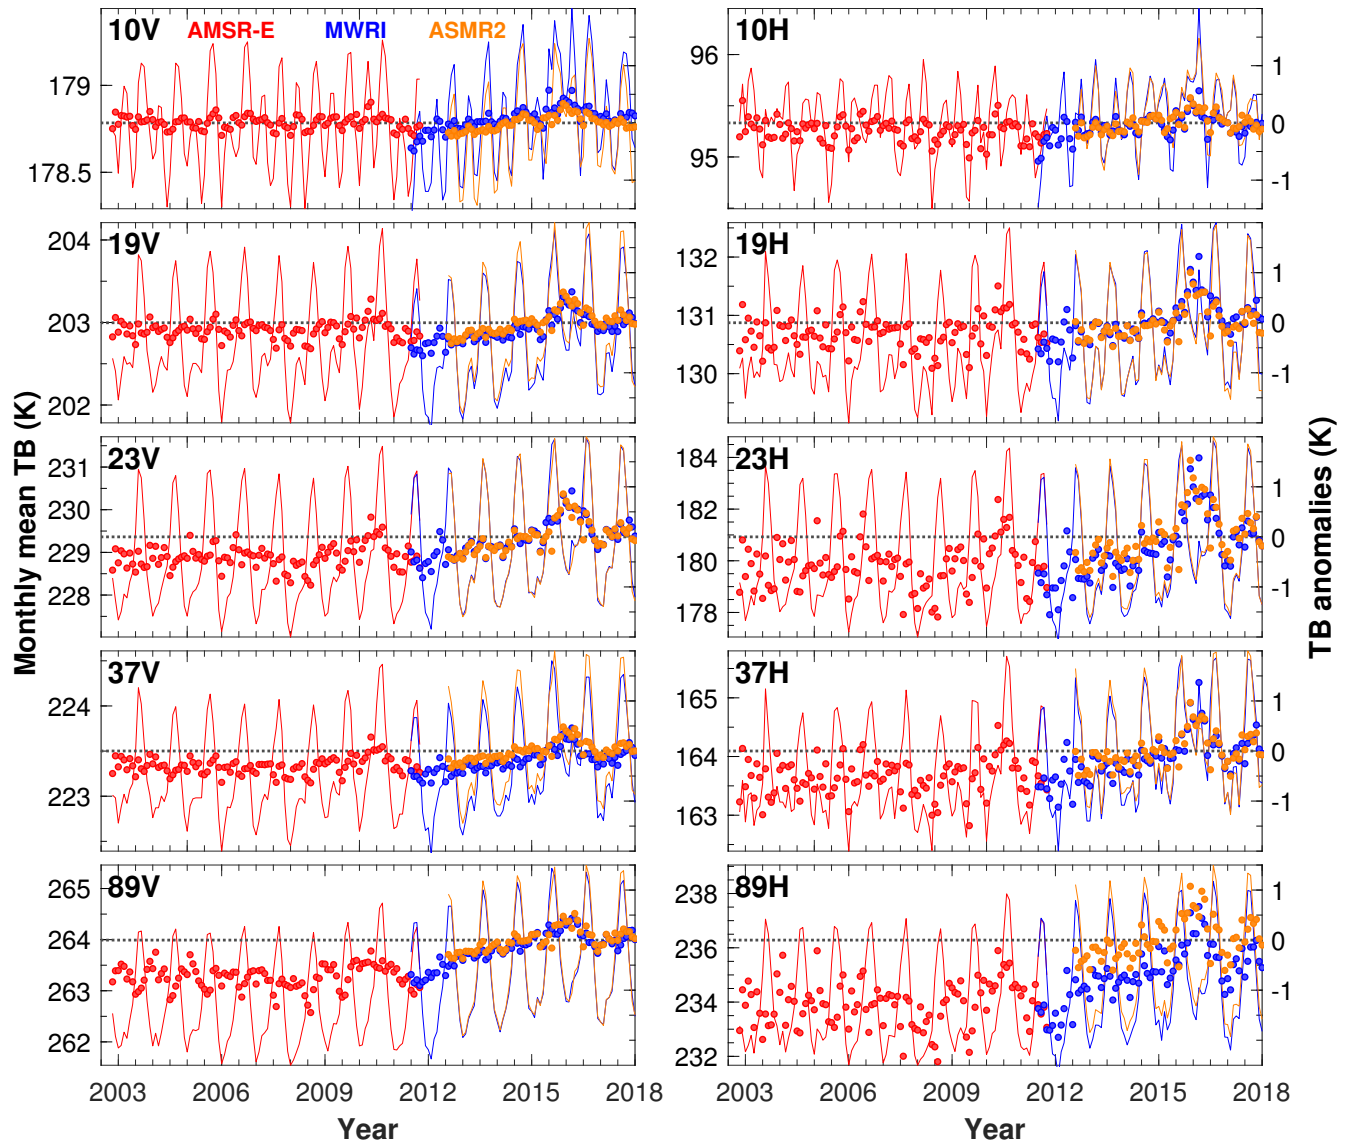 10V AMSR-E MWRI ASMR2
179
178.5
10H
96
95
1
0
-1
19V
204
203
202
19H
132
131
130
1
0
-1
23V
231
230
229
228
23H
184
182
180
178
1
0
-1
37V
224
223
37H
165
164
163
1
0
-1
89V
265
264
263
262
89H
238
236
234
232
1
0
-1
Monthly mean TB (K)
TB anomalies (K)
2003 2006 2009 2012 2015 2018
2003 2006 2009 2012 2015 2018
Year
Year